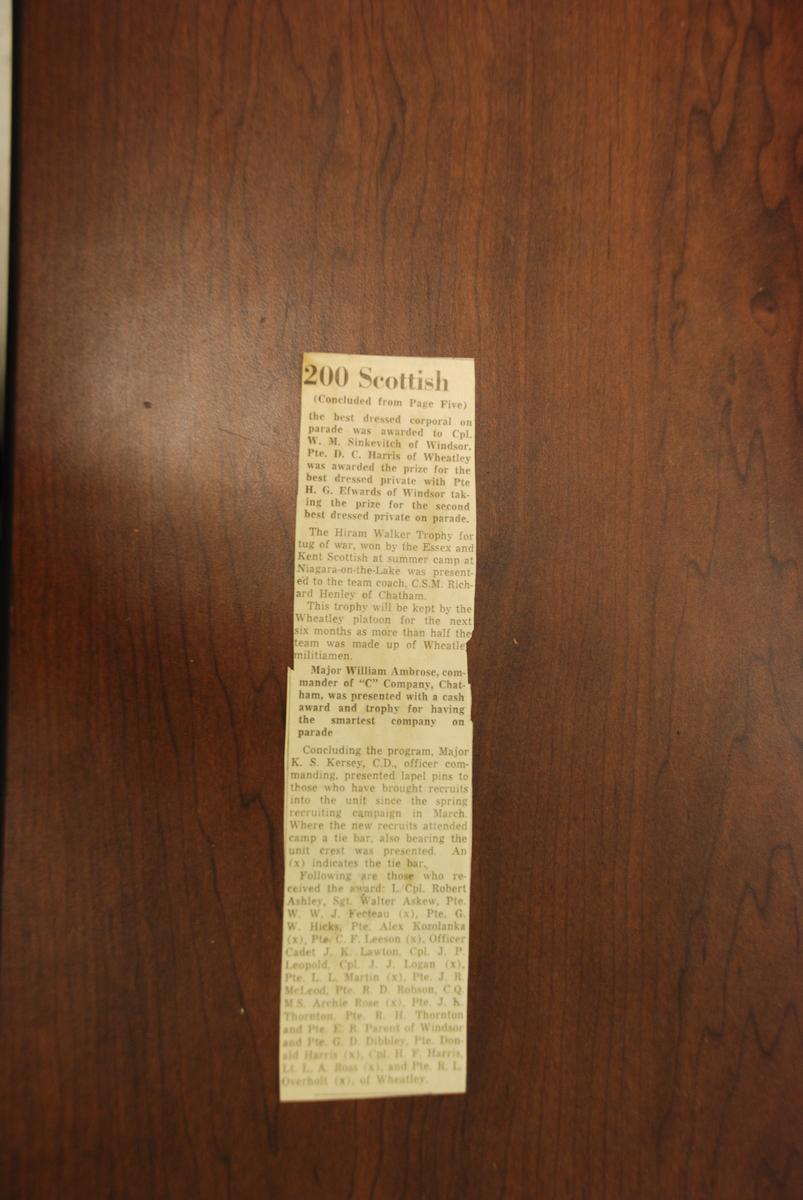 200 Scottish
(Concluded from Page Five)
the best dressed corporal on
parade was awarded to Cpl.
W. M. Sinkevitch of Windsor.
Pte. D. C. Harris of Wheatley
was awarded the prize for the
best dressed private with Pte
H. G. Efwards of Windsor tak-
ing the prize for the second
best dressed private on parade.
The Hiram Walker Trophy for
tug of war, won by the Essex and
Kent Scottish at summer camp at
Niagara-on-the-Lake was present-
ed to the team coach, C.S.M. Rich-
ard Henley of Chatham.
This trophy will be kept by the
Wheatley platoon for the next
six months as more than half the
team was made up of Wheatle
militiamen.
Major William Ambrose, com-
mander of "C" Company, Chat-
ham, was presented with a cash
award and trophy for having
the smartest company on
parade
Concluding the program, Major
K. S. Kersey, C.D., officer com-
manding, presented lapel pins to
those who have brought recruits
into the unit since the spring
recruiting campaign in March.
Where the new recruits attended
camp a tie bar, also bearing the
unit crest was presented. An
(x) indicates the tie bar.
Following are those who re-
ceived the award: L/Cpl. Robert
Ashley, Sgt. Walter Askew, Pte.
W. W. J. Fecteau (x), Pte. G.
W. Hicks, Pte. Alex Kozolanka
(x), Pte C. F. Leeson (x), Officer
Cadet J. K. Lawton, Cpl. J. P.
Leopold, Cpl. J. J. Logan (x),
Pte. L. L. Martin (x), Pte. J. R.
McLeod, Pte. R. D. Robson, C.Q.
M.S. Archie Rose (x), Pte. J. K.
Thornton, Pte. R. H. Thornton
and Pte. E. R. Parent of Windsor
and Pte. G. D. Dibbley, Pte. Don-
ald Harris (x), Cpl. H. F. Harris,
Lt. L. A. Ross (x), and Pte. R. L.
Overholt (x), of Wheatley.